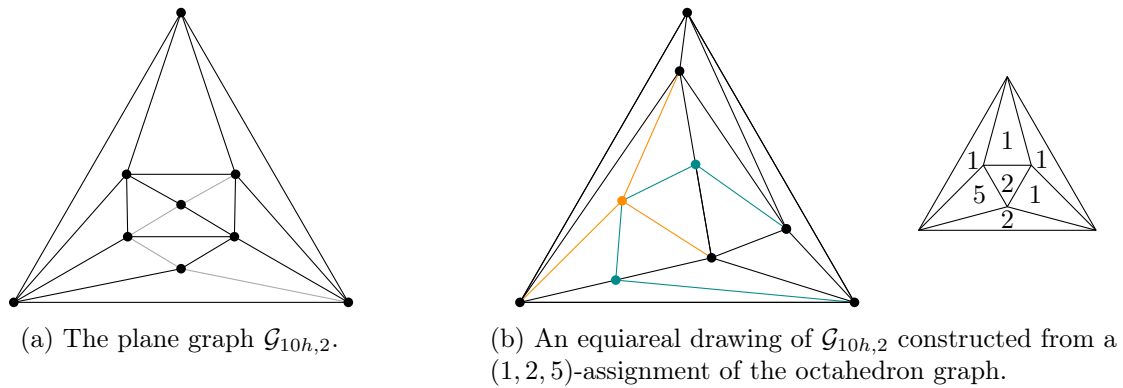 1
1
1
2
5
1
2
(a) The plane graph 𝒢₁₀ₕ,₂.
(b) An equiareal drawing of 𝒢₁₀ₕ,₂ constructed from a
(1, 2, 5)-assignment of the octahedron graph.